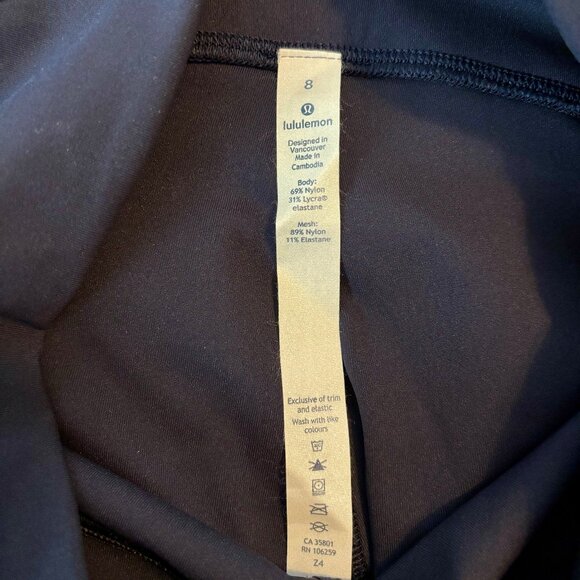 8
lululemon
Designed in
Vancouver
Made in
Cambodia
Body:
69% Nylon
31% Lycra®
elastane
Mesh:
89% Nylon
11% Elastane
Exclusive of trim
and elastic
Wash with like
colours
CA 35801
RN 106259
Z4